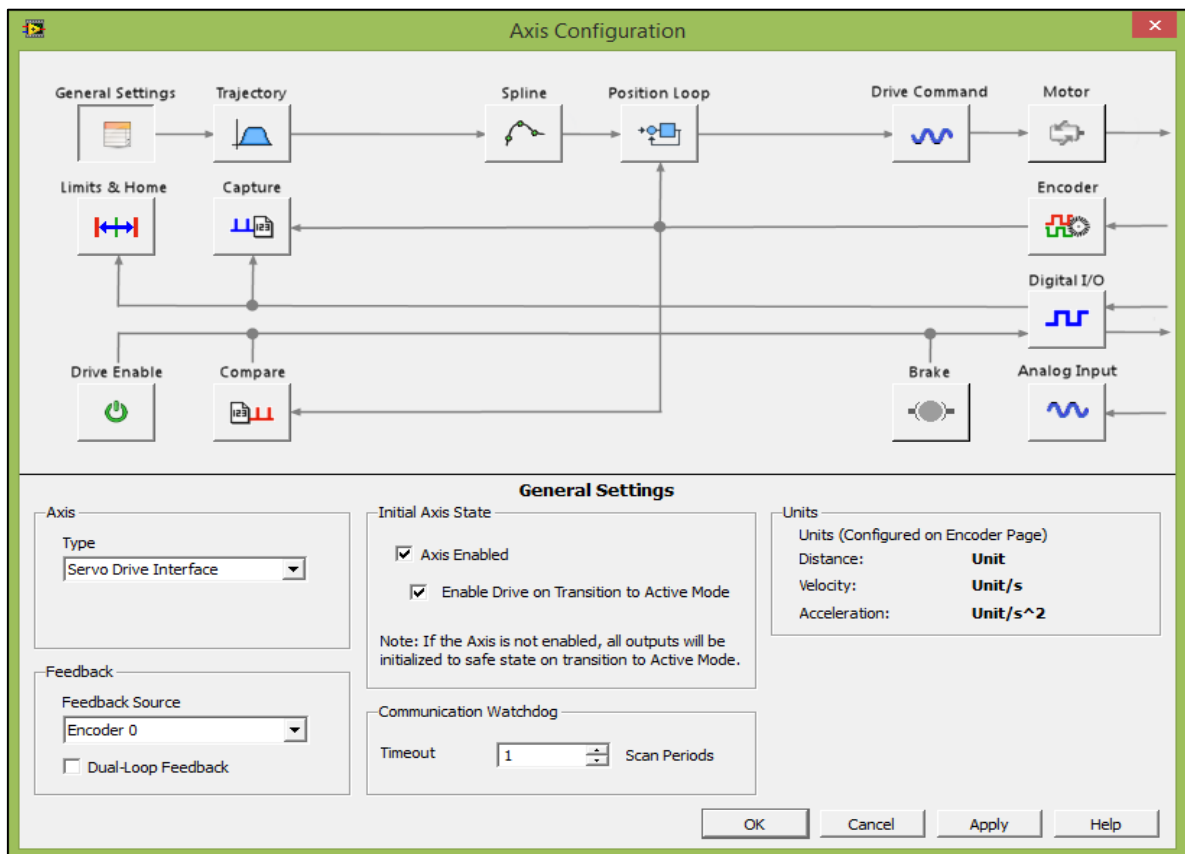 Axis Configuration
General Settings
Trajectory
Spline
Position Loop
Drive Command
Motor
Limits & Home
Capture
Encoder
123
Digital I/O
Drive Enable
Compare
Brake
Analog Input
123
General Settings
Axis
Type
Servo Drive Interface
Feedback
Feedback Source
Encoder 0
Dual-Loop Feedback
Initial Axis State
Axis Enabled
Enable Drive on Transition to Active Mode
Note: If the Axis is not enabled, all outputs will be
initialized to safe state on transition to Active Mode.
Communication Watchdog
Timeout
1
Scan Periods
Units
Units (Configured on Encoder Page)
Distance: Unit
Velocity: Unit/s
Acceleration: Unit/s^2
OK
Cancel
Apply
Help